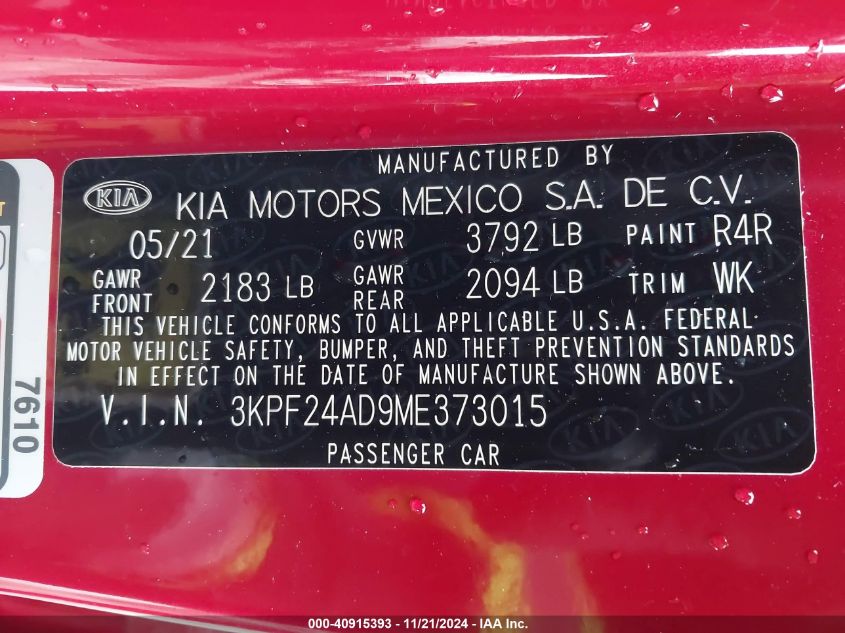 MANUFACTURED BY
KIA KIA MOTORS MEXICO S.A. DE C.V.
05/21 GVWR 3792 LB PAINT R4R
GAWR FRONT 2183 LB GAWR REAR 2094 LB TRIM WK
THIS VEHICLE CONFORMS TO ALL APPLICABLE U.S.A. FEDERAL
MOTOR VEHICLE SAFETY, BUMPER, AND THEFT PREVENTION STANDARDS
IN EFFECT ON THE DATE OF MANUFACTURE SHOWN ABOVE.
V.I.N. 3KPF24AD9ME373015
PASSENGER CAR
7610
000-40915393 - 11/21/2024 - IAA Inc.